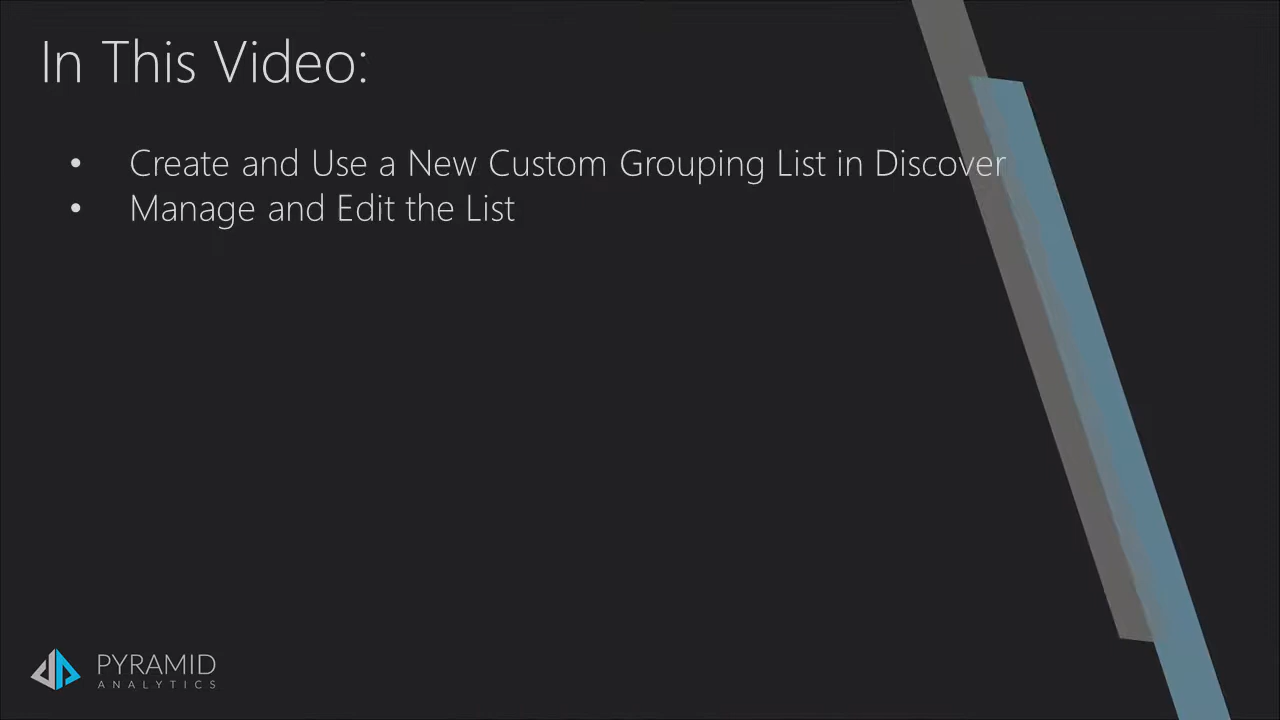 In This Video:
• Create and Use a New Custom Grouping List in Discover
• Manage and Edit the List
PYRAMID
ANALYTICS